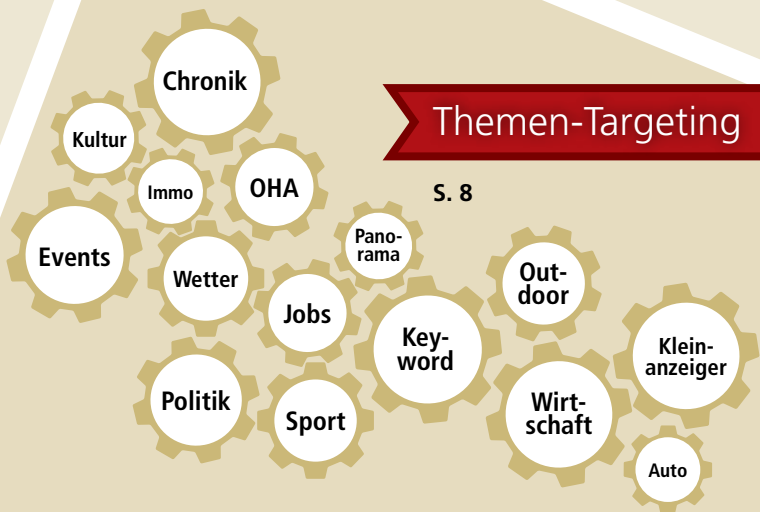 Themen-Targeting
S. 8
Chronik
Kultur
Immo
OHA
Events
Wetter
Pano-
rama
Jobs
Out-
door
Key-
word
Klein-
anzeiger
Politik
Sport
Wirt-
schaft
Auto